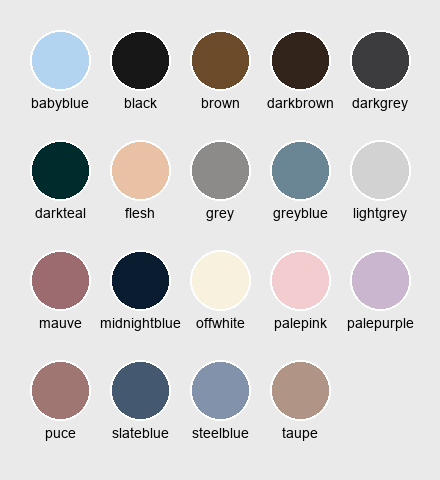 babyblue black brown darkbrown darkgrey
darkteal flesh grey greyblue lightgrey
mauve midnightblue offwhite palepink palepurple
puce slateblue steelblue taupe